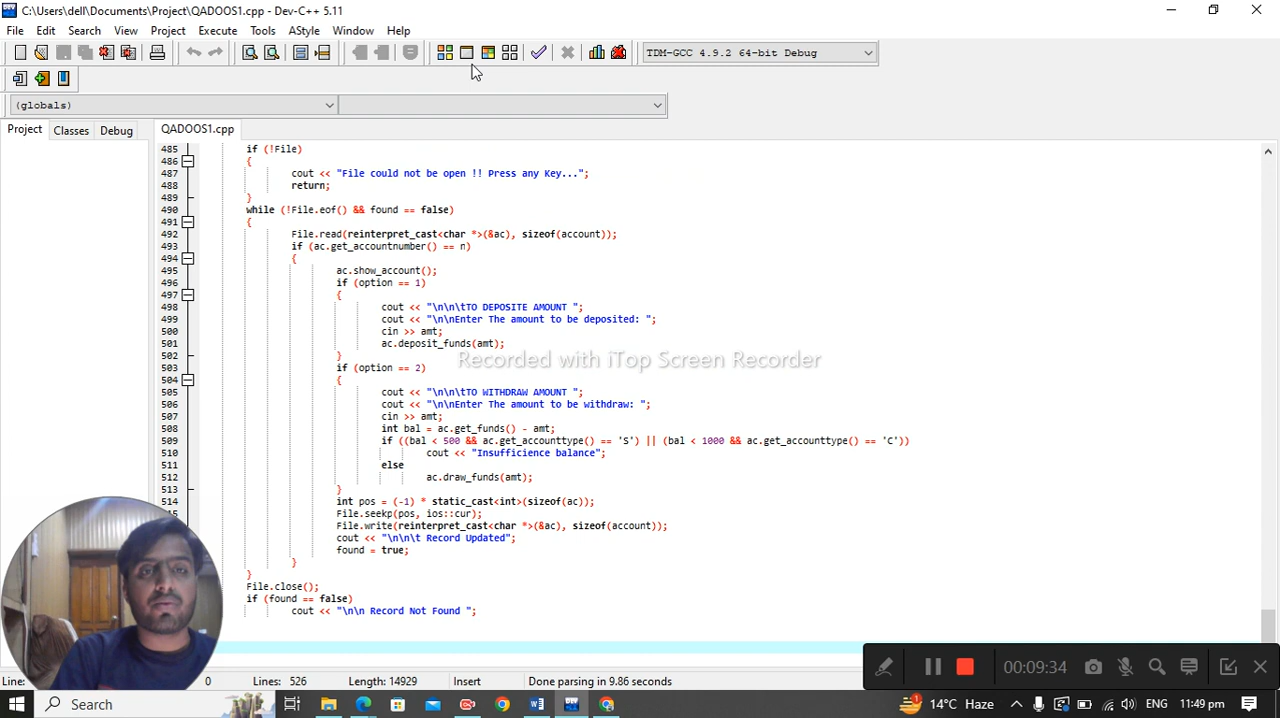 C:\Users\dell\Documents\Project\QADOOS1.cpp - Dev-C++ 5.11
File Edit Search View Project Execute Tools AStyle Window Help
TDM-GCC 4.9.2 64-bit Debug
(globals)
Project Classes Debug QADOOS1.cpp
485 if (!File)
486 {
487 cout << "File could not be open !! Press any Key...";
488 return;
489 }
490 while (!File.eof() && found == false)
491 {
492 File.read(reinterpret_cast<char *>(&ac), sizeof(account));
493 if (ac.get_accountnumber() == n)
494 {
495 ac.show_account();
496 if (option == 1)
497 {
498 cout << "\n\n\tTO DEPOSITE AMOUNT ";
499 cout << "\n\nEnter The amount to be deposited: ";
500 cin >> amt;
501 ac.deposit_funds(amt);
502 }
503 if (option == 2)
504 {
505 cout << "\n\n\tTO WITHDRAW AMOUNT ";
506 cout << "\n\nEnter The amount to be withdraw: ";
507 cin >> amt;
508 int bal = ac.get_funds() - amt;
509 if ((bal < 500 && ac.get_accounttype() == 'S') || (bal < 1000 && ac.get_accounttype() == 'C'))
510 cout << "Insufficience balance";
511 else
512 ac.draw_funds(amt);
513 }
514 int pos = (-1) * static_cast<int>(sizeof(ac));
File.seekp(pos, ios::cur);
File.write(reinterpret_cast<char *>(&ac), sizeof(account));
cout << "\n\n\t Record Updated";
found = true;
}
}
File.close();
if (found == false)
cout << "\n\n Record Not Found ";
Recorded with iTop Screen Recorder
00:09:34
Line: 0 Lines: 526 Length: 14929 Insert Done parsing in 9.86 seconds
Search
14°C Haze ENG 11:49 pm